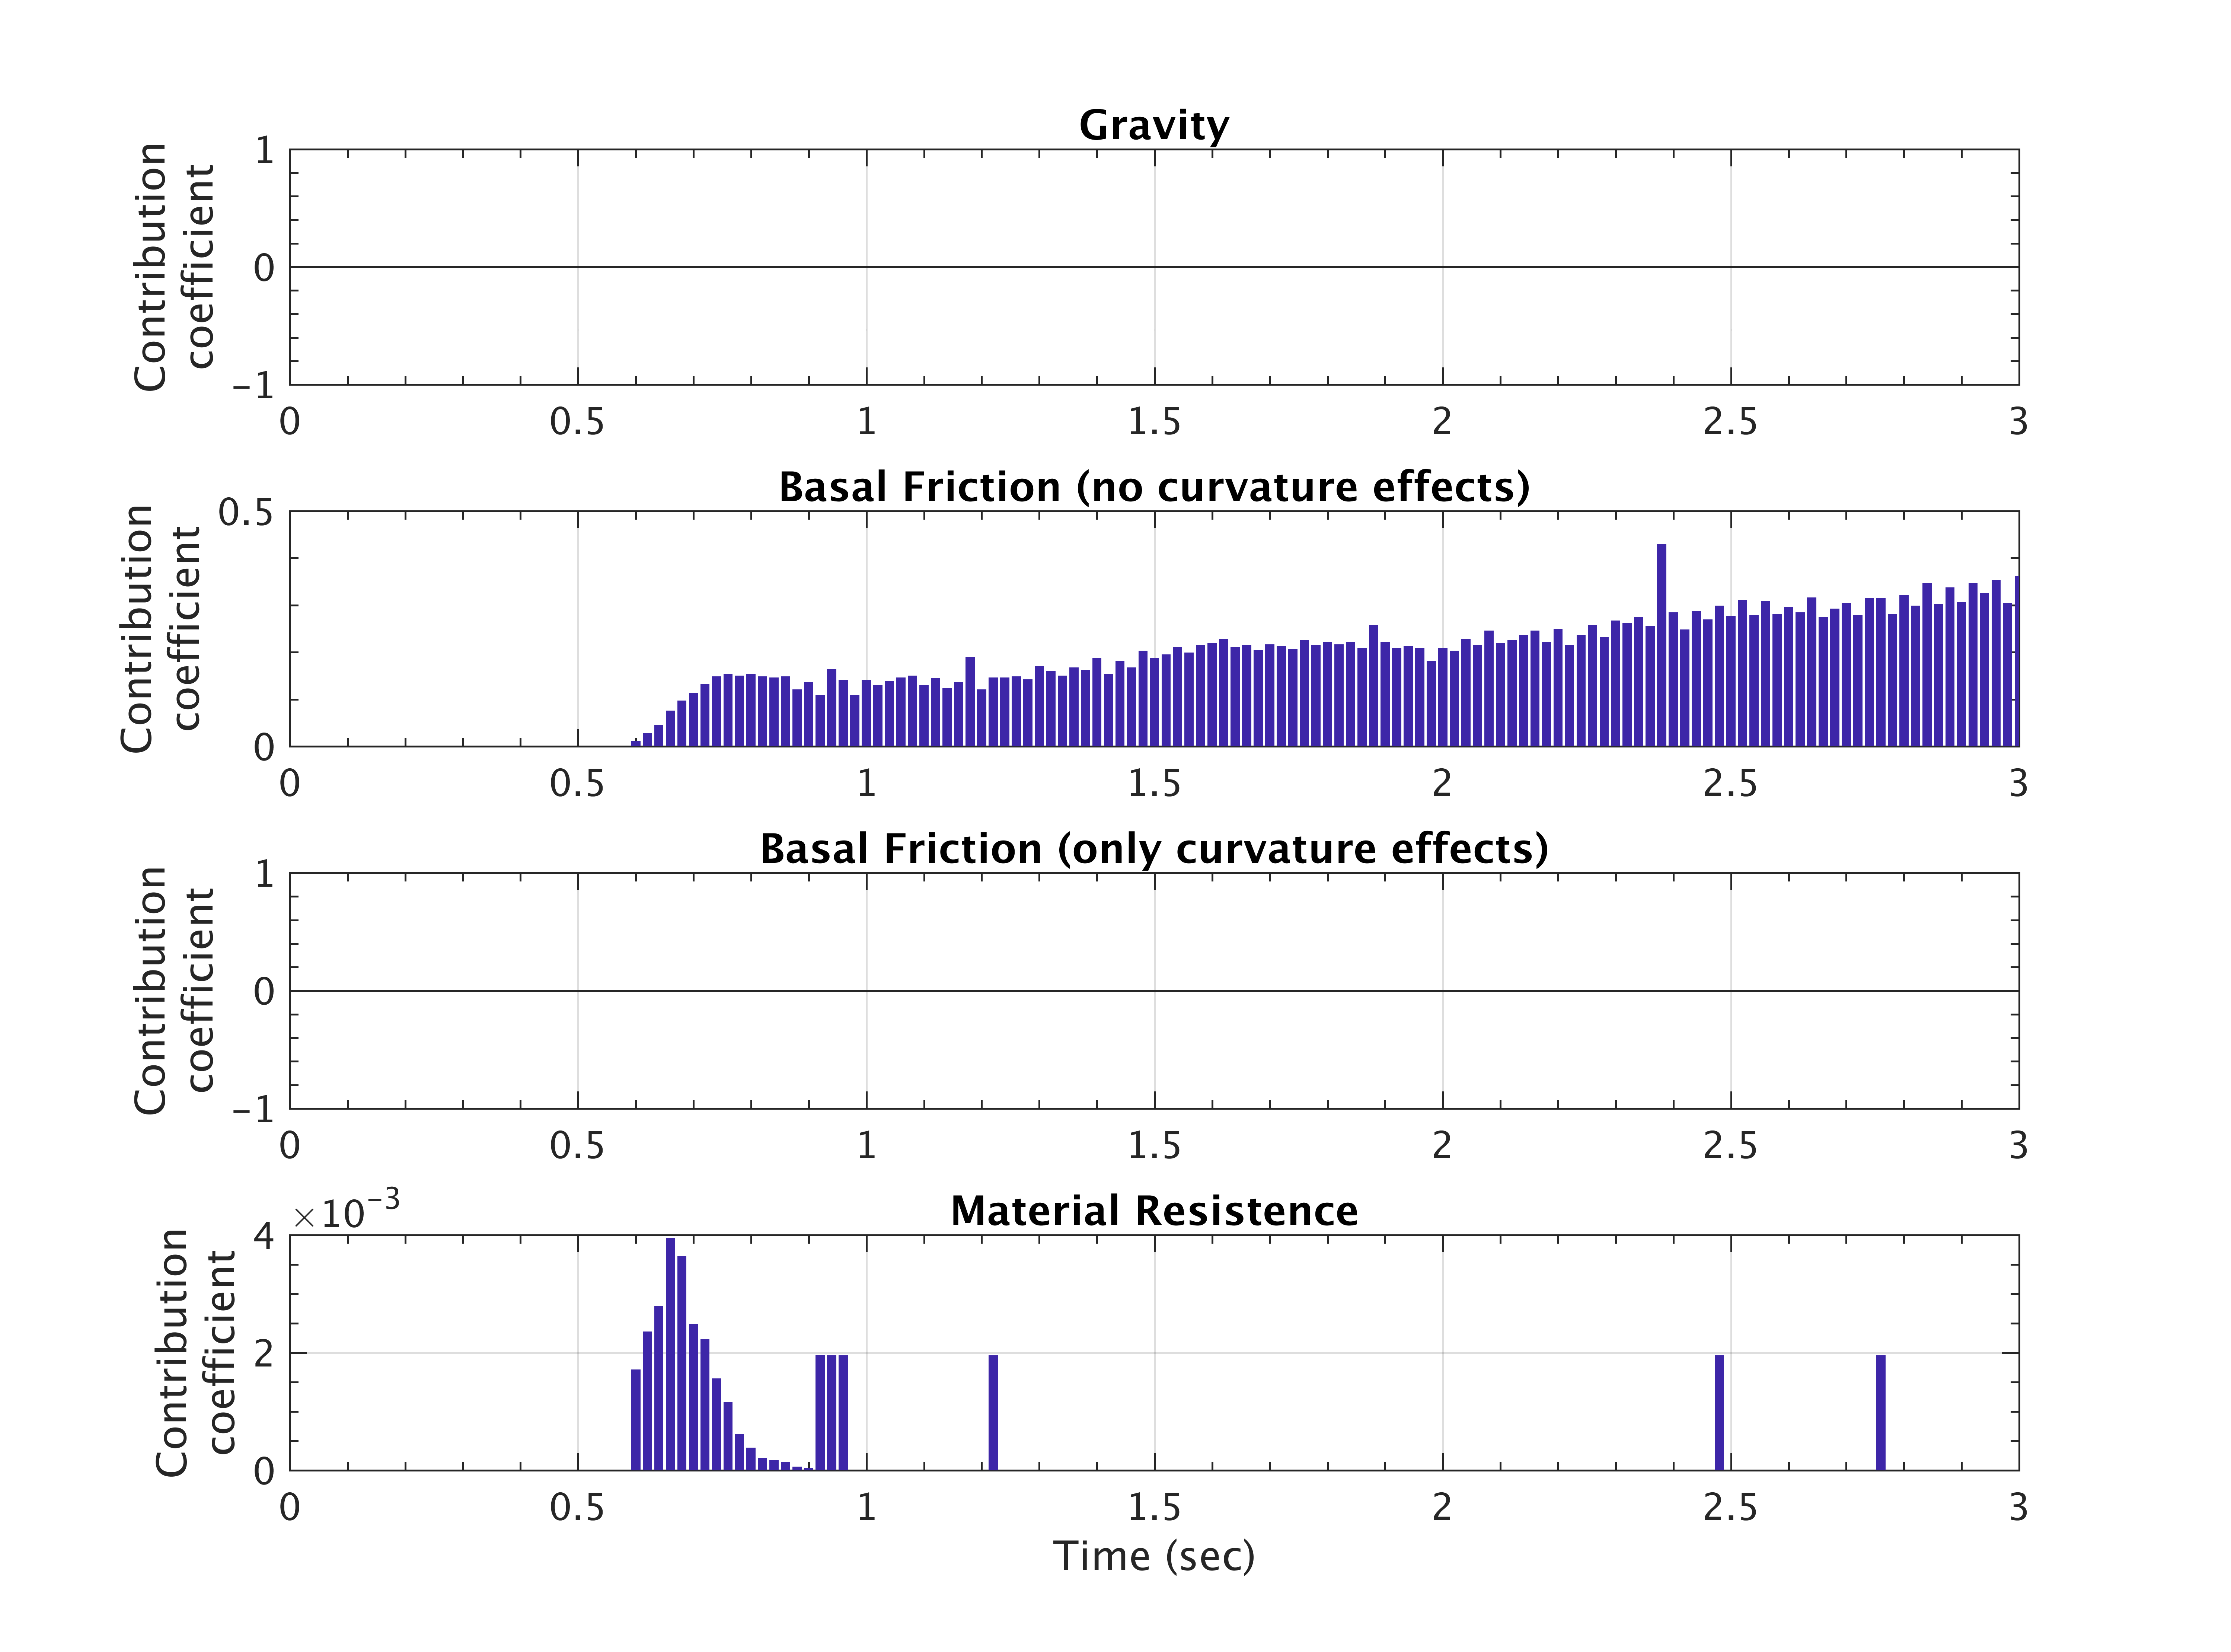 Gravity
Contribution
coefficient
1
0
−1
0 0.5 1 1.5 2 2.5 3
Basal Friction (no curvature effects)
Contribution
coefficient
0.5
0
0 0.5 1 1.5 2 2.5 3
Basal Friction (only curvature effects)
Contribution
coefficient
1
0
−1
0 0.5 1 1.5 2 2.5 3
Material Resistence
×10−3
Contribution
coefficient
4
2
0
0 0.5 1 1.5 2 2.5 3
Time (sec)